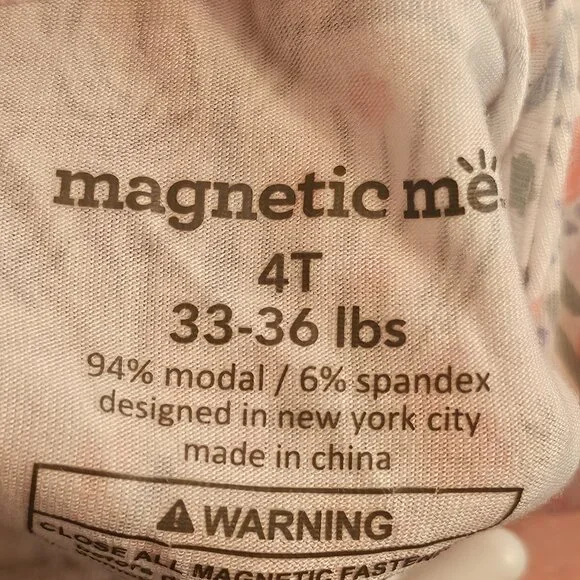 magnetic me
4T
33-36 lbs
94% modal / 6% spandex
designed in new york city
made in china
WARNING
CLOSE ALL MAGNETIC
before